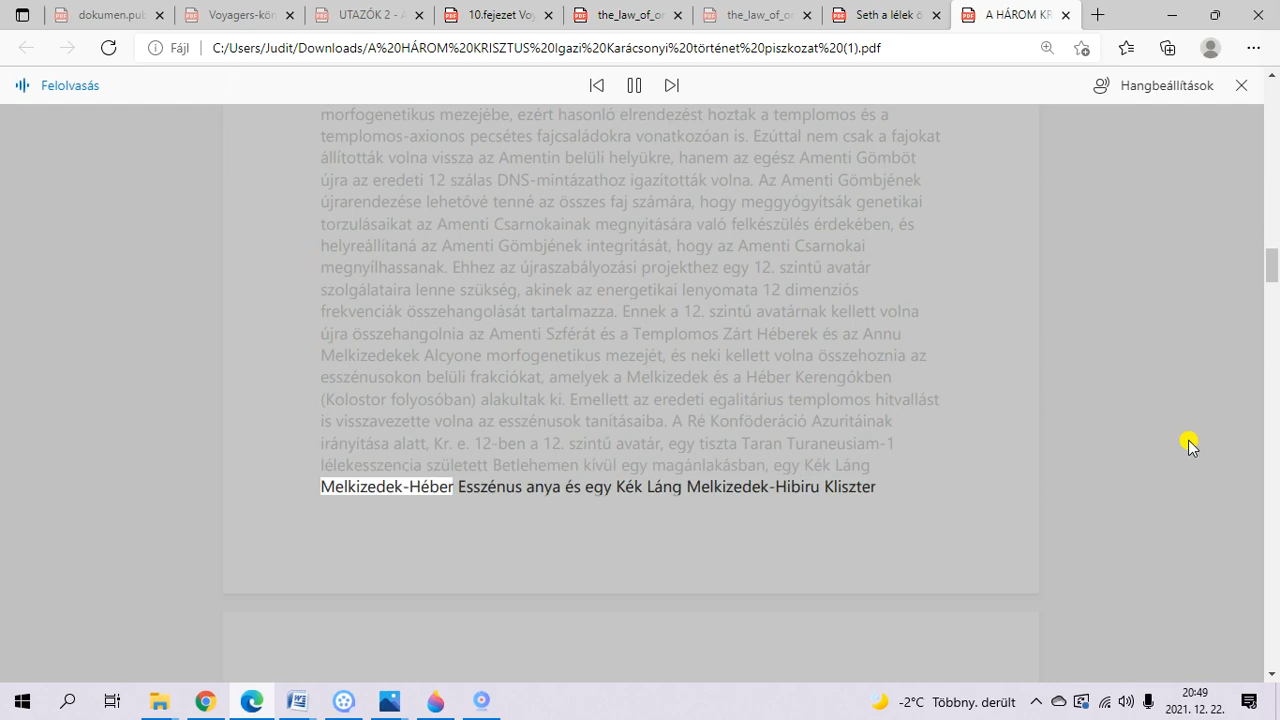 dokumen.pub
Voyagers-kön
UTAZÓK 2 - A
10.fejezet Voy
the_law_of_on
the_law_of_on
Seth a lélek ö
A HÁROM KR
Fájl
C:/Users/Judit/Downloads/A%20HÁROM%20KRISZTUS%20Igazi%20Karácsonyi%20történet%20piszkozat%20(1).pdf
Felolvasás
Hangbeállítások
morfogenetikus mezejébe, ezért hasonló elrendezést hoztak a templomos és a
templomos-axionos pecsétes fajcsaládokra vonatkozóan is. Ezúttal nem csak a fajokat
állították volna vissza az Amentin belüli helyükre, hanem az egész Amenti Gömböt
újra az eredeti 12 szálas DNS-mintázathoz igazították volna. Az Amenti Gömbjének
újrarendezése lehetővé tenné az összes faj számára, hogy meggyógyítsák genetikai
torzulásaikat az Amenti Csarnokainak megnyitására való felkészülés érdekében, és
helyreállítaná az Amenti Gömbjének integritását, hogy az Amenti Csarnokai
megnyílhassanak. Ehhez az újraszabályozási projekthez egy 12. szintű avatár
szolgálataira lenne szükség, akinek az energetikai lenyomata 12 dimenziós
frekvenciák összehangolását tartalmazza. Ennek a 12. szintű avatárnak kellett volna
újra összehangolnia az Amenti Szférát és a Templomos Zárt Héberek és az Annu
Melkizedekek Alcyone morfogenetikus mezejét, és neki kellett volna összehoznia az
esszénusokon belüli frakciókat, amelyek a Melkizedek és a Héber Kerengőkben
(Kolostor folyosóban) alakultak ki. Emellett az eredeti egalitárius templomos hitvallást
is visszavezette volna az esszénusok tanításaiba. A Ré Konföderáció Azuritáinak
irányítása alatt, Kr. e. 12-ben a 12. szintű avatár, egy tiszta Taran Turaneusiam-1
lélekesszencia született Betlehemen kívül egy magánlakásban, egy Kék Láng
Melkizedek-Héber Esszénus anya és egy Kék Láng Melkizedek-Hibiru Kliszter
-2°C Többny. derült
20:49
2021. 12. 22.